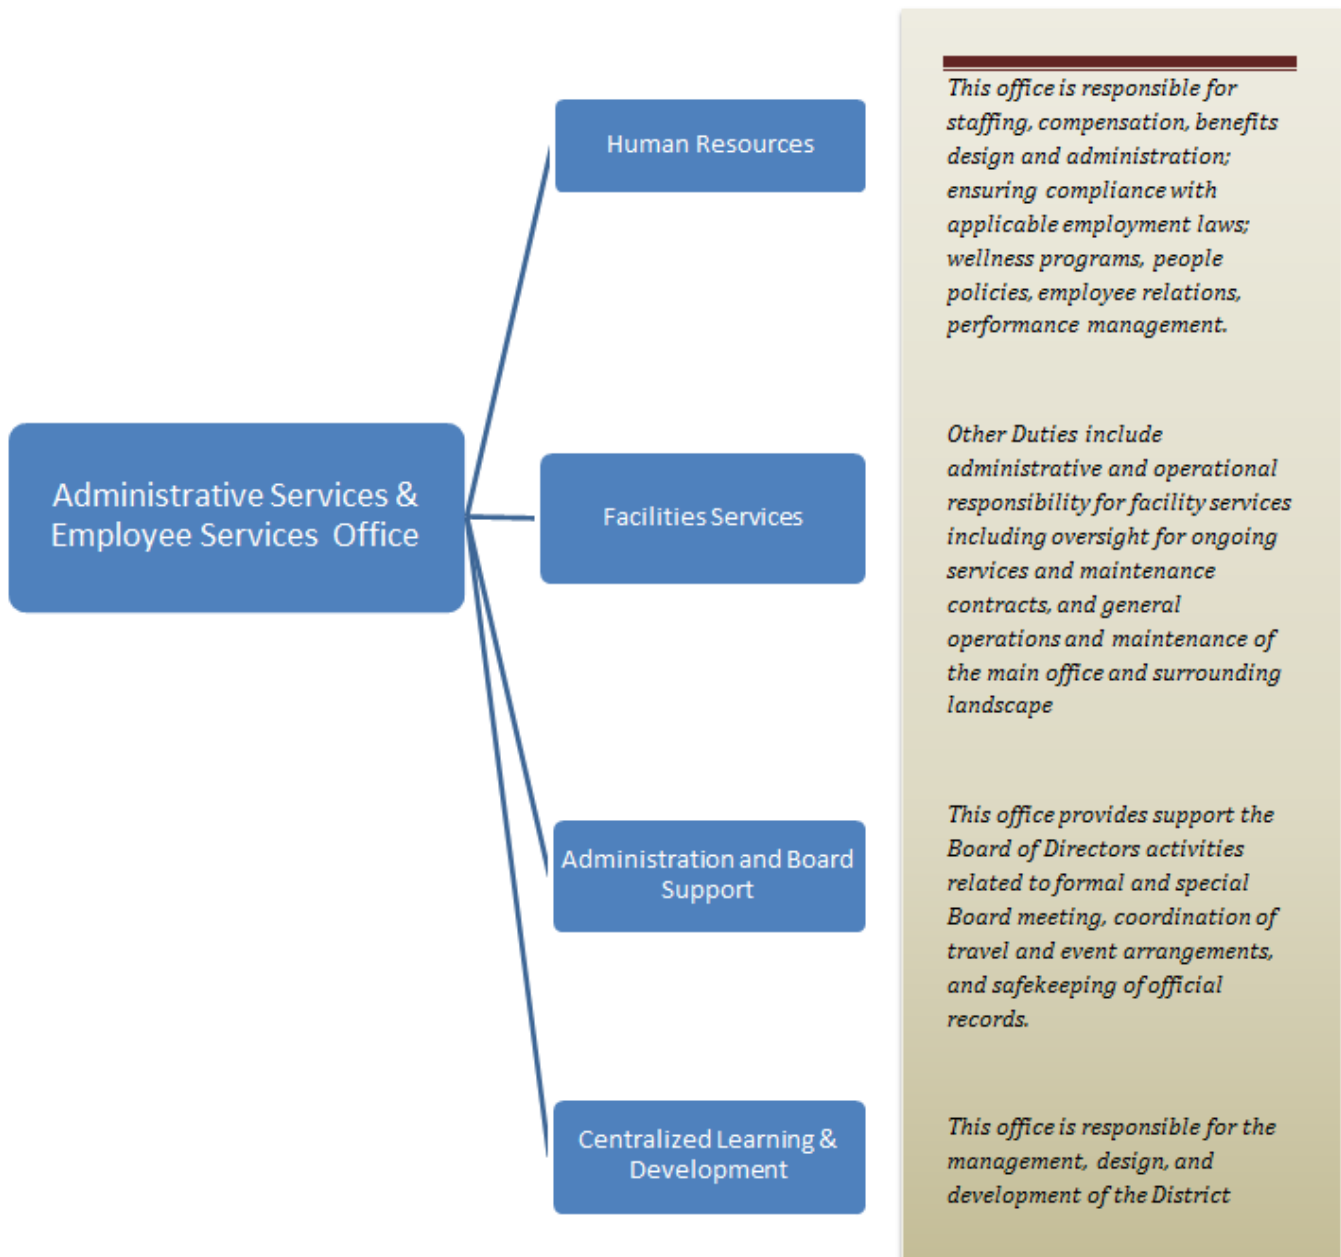 Administrative Services &
Employee Services Office
Human Resources
This office is responsible for
staffing, compensation, benefits
design and administration;
ensuring compliance with
applicable employment laws;
wellness programs, people
policies, employee relations,
performance management.
Facilities Services
Other Duties include
administrative and operational
responsibility for facility services
including oversight for ongoing
services and maintenance
contracts, and general
operations and maintenance of
the main office and surrounding
landscape
Administration and Board
Support
This office provides support the
Board of Directors activities
related to formal and special
Board meeting, coordination of
travel and event arrangements,
and safekeeping of official
records.
Centralized Learning &
Development
This office is responsible for the
management, design, and
development of the District